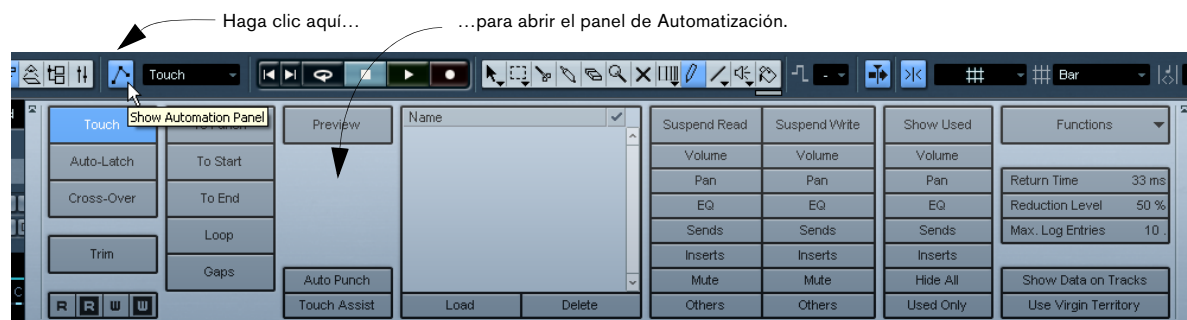 Haga clic aquí… …para abrir el panel de Automatización.
Touch Bar
Show Automation Panel
Touch Preview Name Suspend Read Suspend Write Show Used Functions
Auto-Latch To Start Volume Volume Volume
Pan Pan Pan Return Time 33 ms
Cross-Over To End EQ EQ EQ Reduction Level 50 %
Loop Sends Sends Sends Max. Log Entries 10
Trim Inserts Inserts Inserts
Gaps Auto Punch Mute Mute Hide All Show Data on Tracks
R R W W Touch Assist Load Delete Others Others Used Only Use Virgin Territory